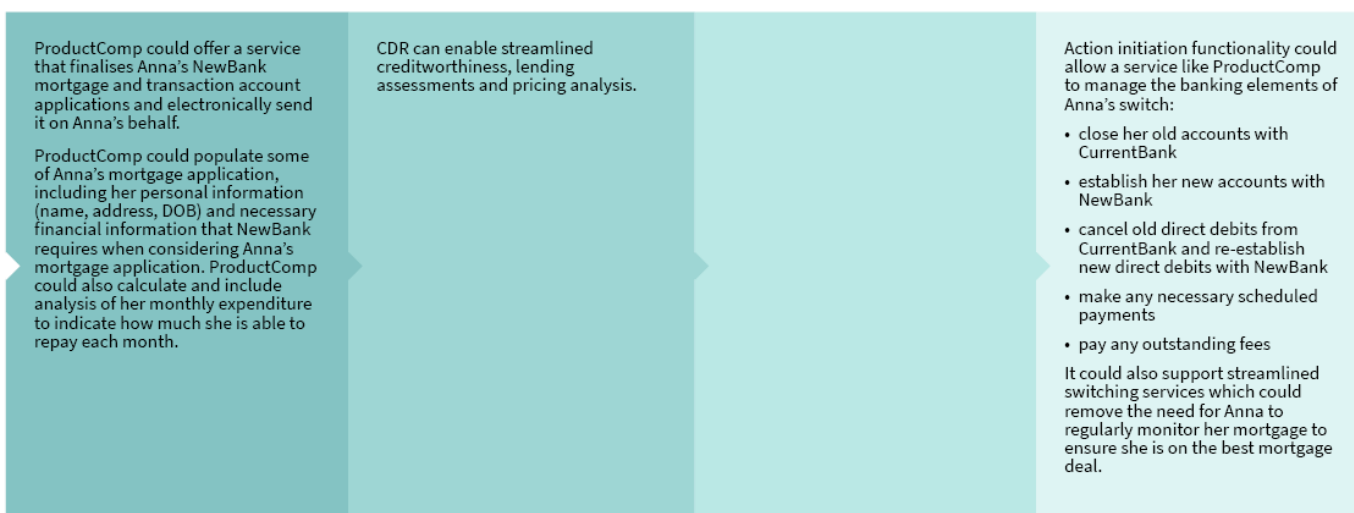 ProductComp could offer a service
that finalises Anna's NewBank
mortgage and transaction account
applications and electronically send
it on Anna's behalf.
ProductComp could populate some
of Anna's mortgage application,
including her personal information
(name, address, DOB) and necessary
financial information that NewBank
requires when considering Anna's
mortgage application. ProductComp
could also calculate and include
analysis of her monthly expenditure
to indicate how much she is able to
repay each month.
CDR can enable streamlined
creditworthiness, lending
assessments and pricing analysis.
Action initiation functionality could
allow a service like ProductComp
to manage the banking elements of
Anna's switch:
• close her old accounts with
CurrentBank
• establish her new accounts with
NewBank
• cancel old direct debits from
CurrentBank and re-establish
new direct debits with NewBank
• make any necessary scheduled
payments
• pay any outstanding fees
It could also support streamlined
switching services which could
remove the need for Anna to
regularly monitor her mortgage to
ensure she is on the best mortgage
deal.